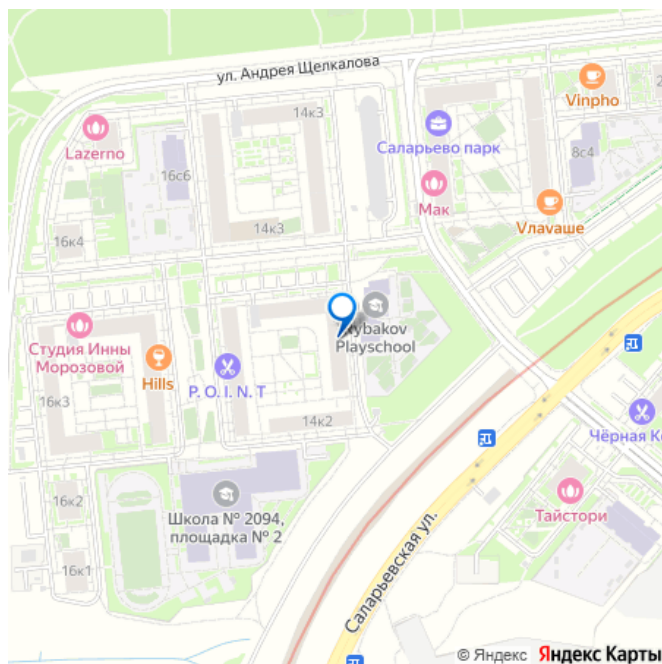 ул. Андрея Щелкалова
Vinpho
14к3
Lazerno
Саларьево парк
8с4
16с6
Мак
Vлаваше
16к4
14к3
Rybakov
Playschool
Студия Инны
Морозовой
Hills
P. O. I. N. T
16к3
14к2
16к2
Школа № 2094,
площадка № 2
Тайстори
16к1
Саларьевская ул.
© Яндекс Яндекс Карты